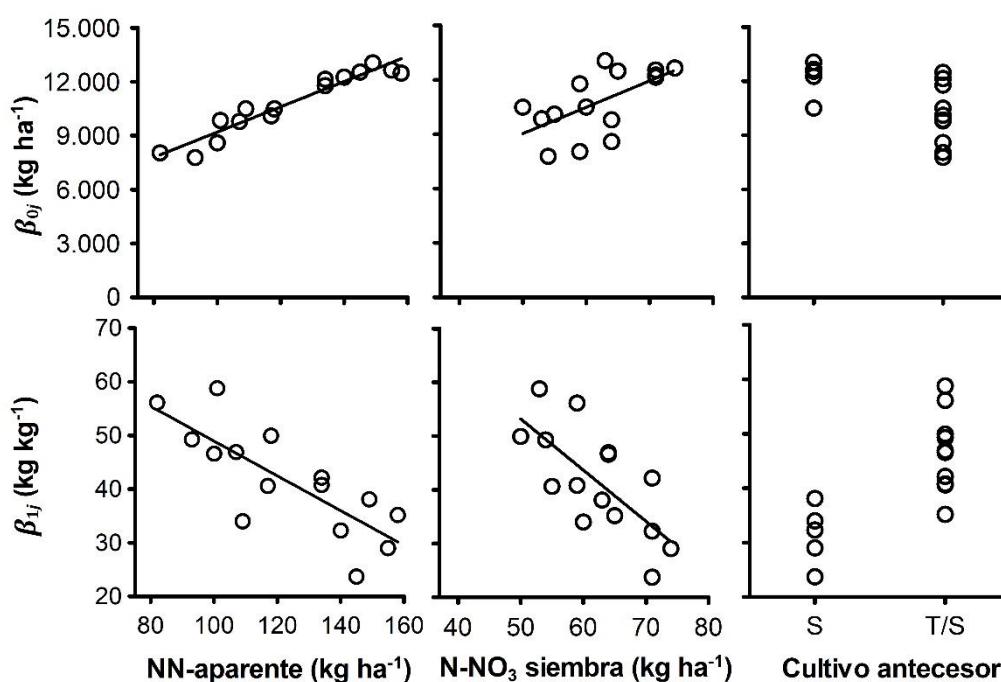 15.000
12.000
9.000
6.000
3.000
0
β0j (kg ha-1)
70
60
50
40
30
20
β1j (kg kg-1)
80 100 120 140 160
40 50 60 70 80
S T/S
NN-aparente (kg ha-1)
N-NO3 siembra (kg ha-1)
Cultivo antecesor